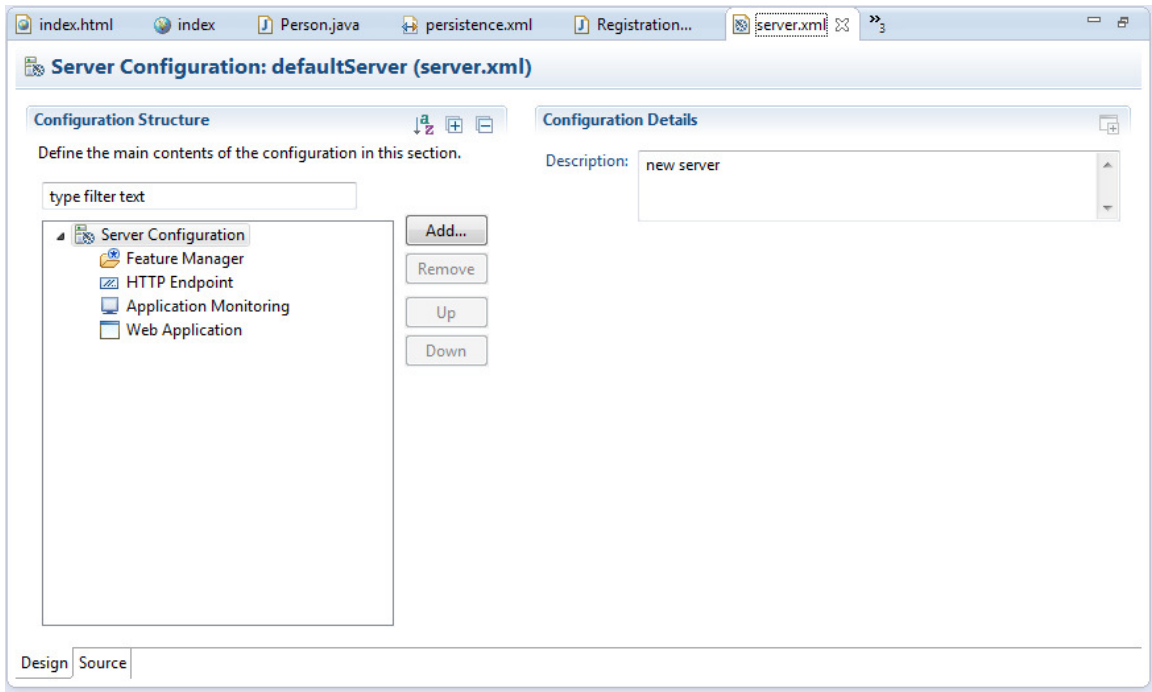 index.html index Person.java persistence.xml Registration... server.xml »3
Server Configuration: defaultServer (server.xml)
Configuration Structure
Define the main contents of the configuration in this section.
type filter text
Server Configuration
Feature Manager
HTTP Endpoint
Application Monitoring
Web Application
Add...
Remove
Up
Down
Configuration Details
Description: new server
Design Source